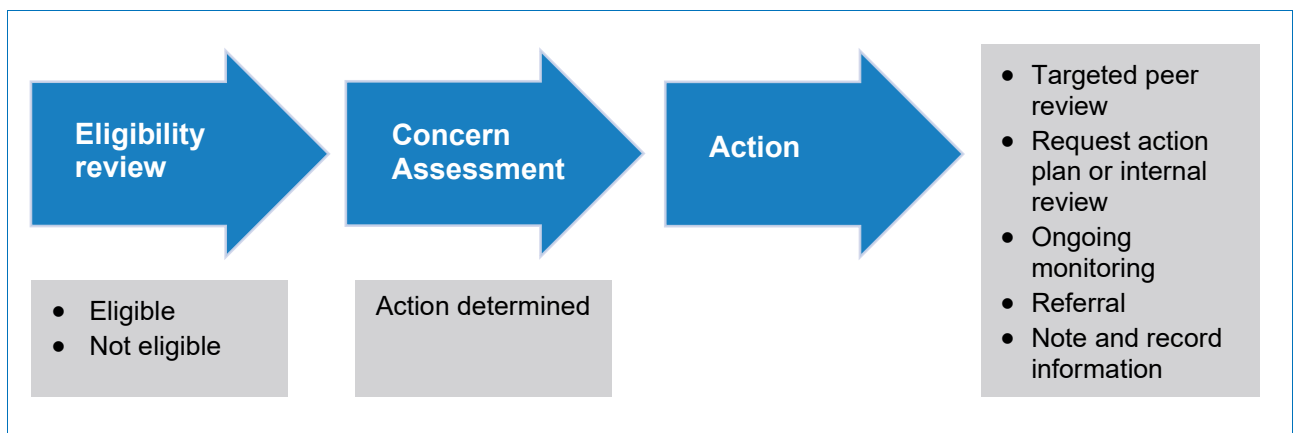 Eligibility
review
• Eligible
• Not eligible
Concern
Assessment
Action determined
Action
• Targeted peer
review
• Request action
plan or internal
review
• Ongoing
monitoring
• Referral
• Note and record
information